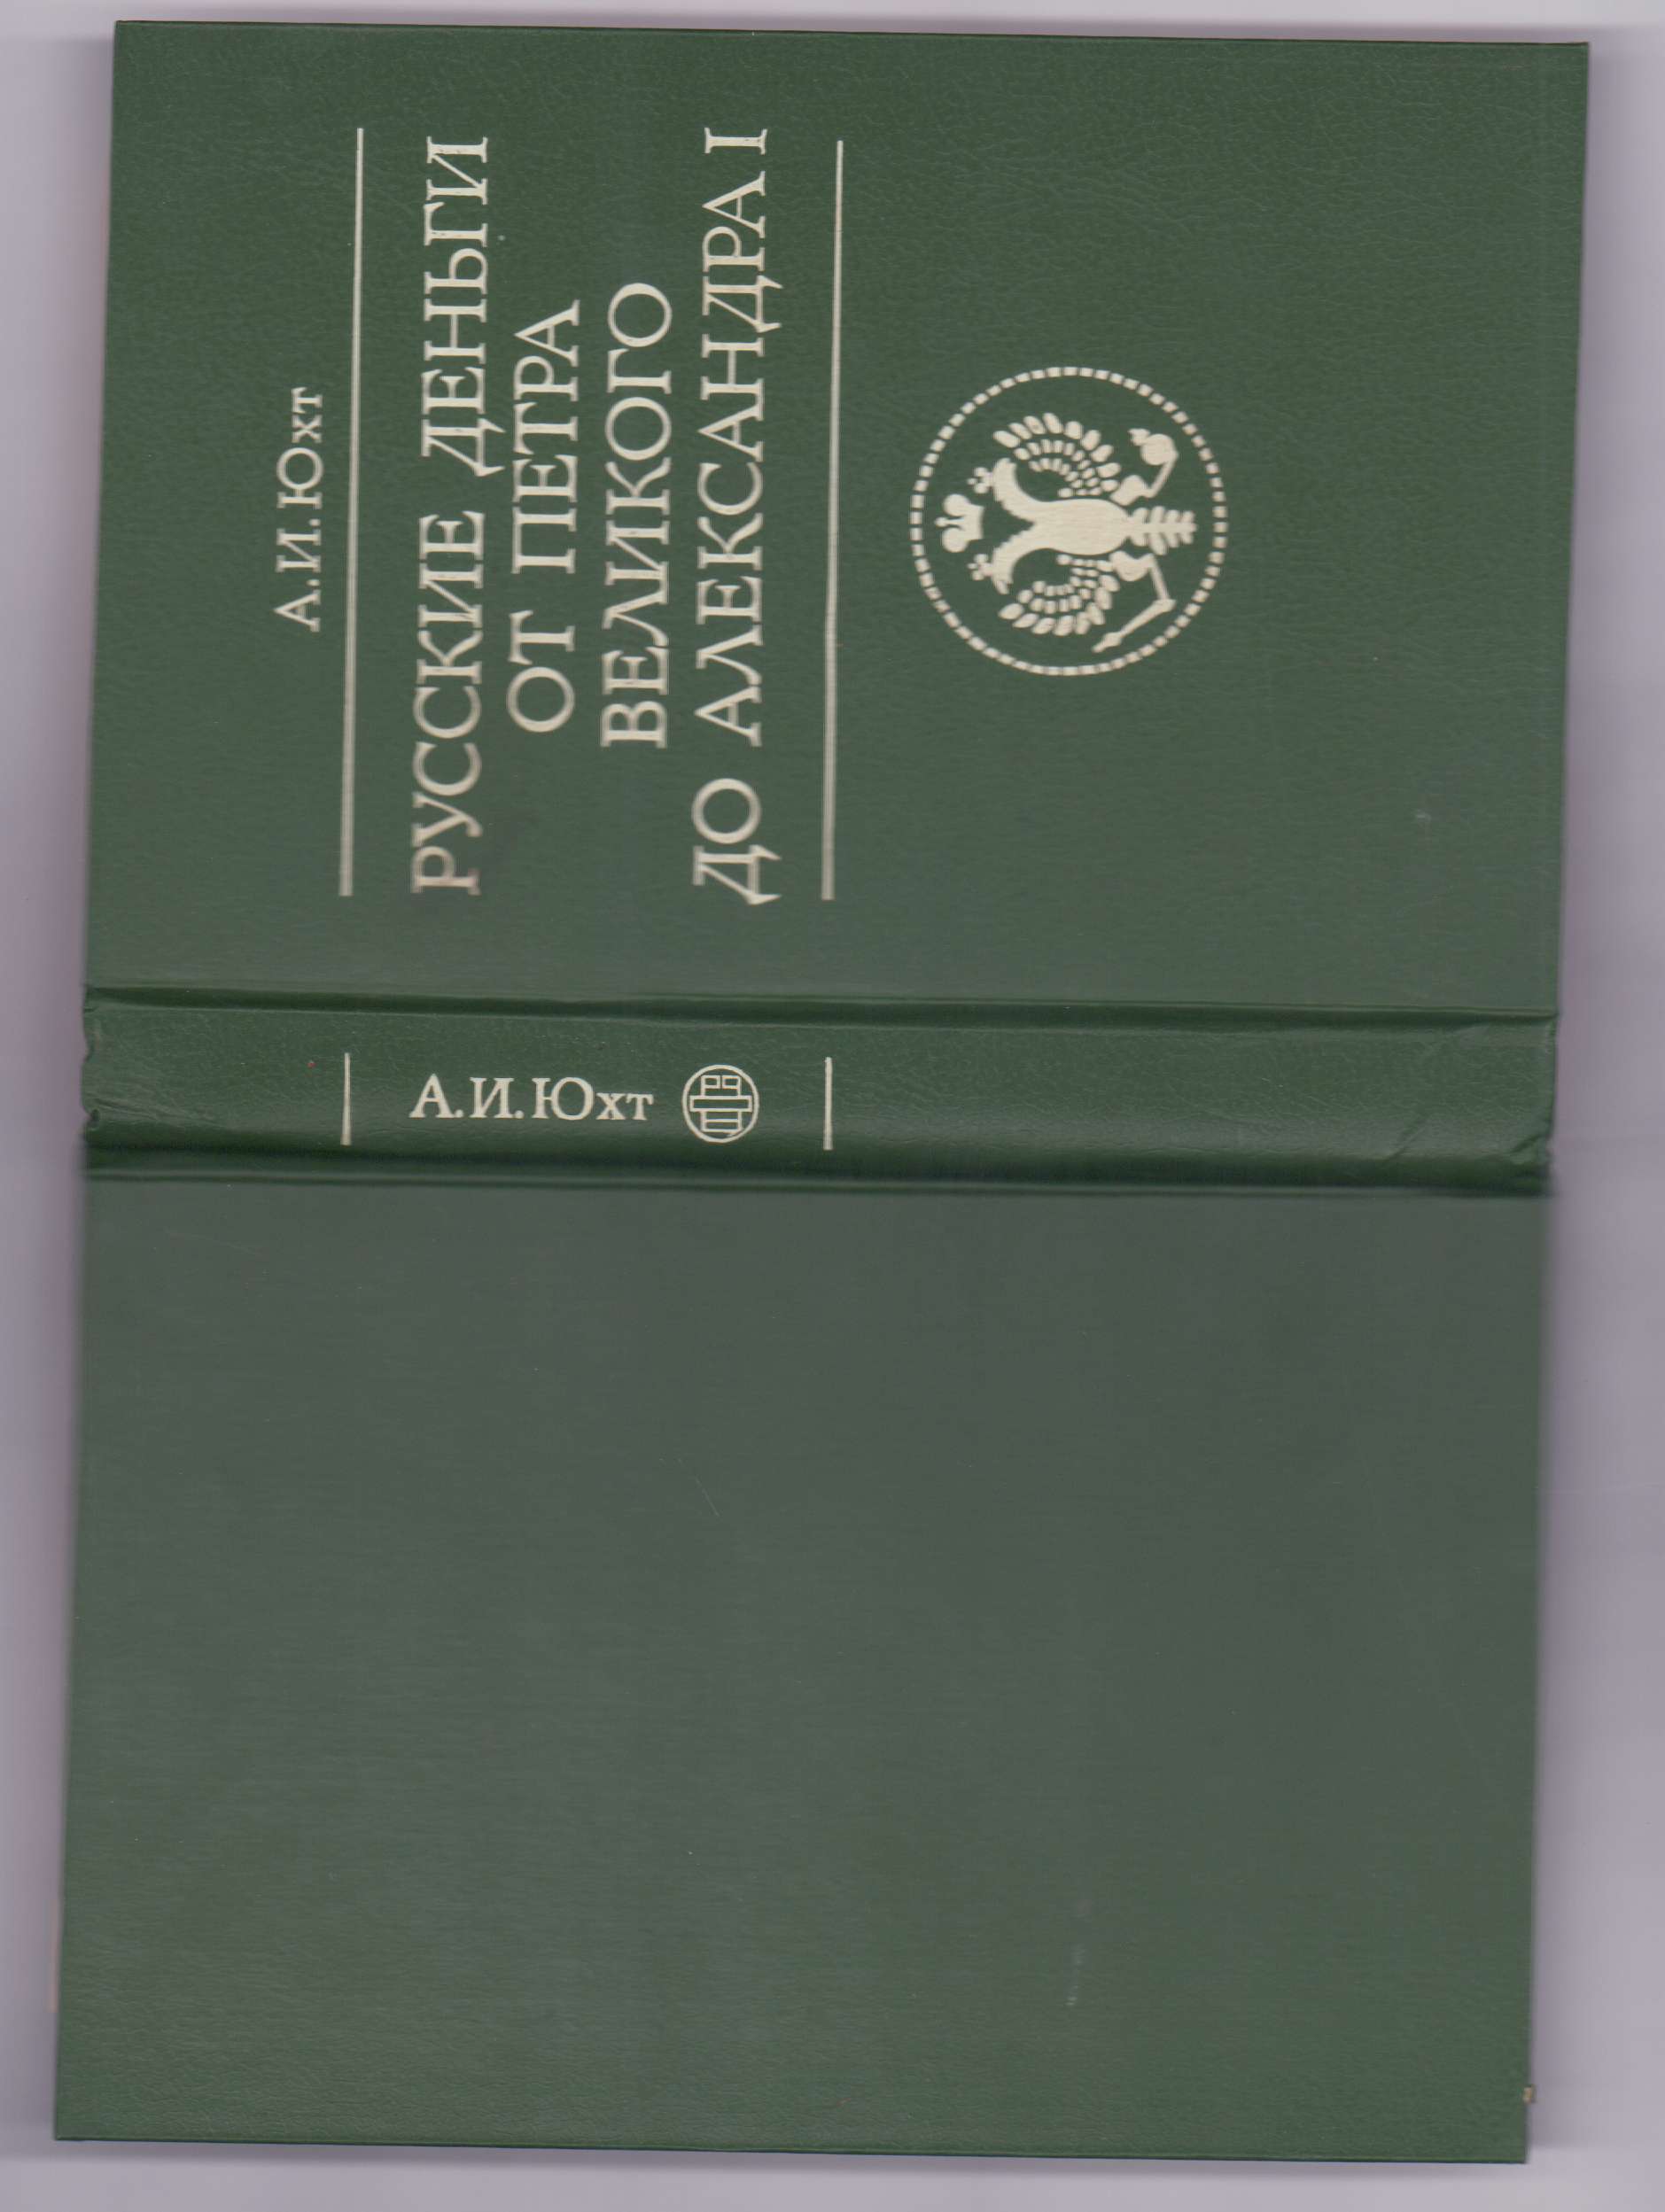 А.И.Юхт
РУССКИЕ ДЕНЬГИ
ОТ ПЕТРА
ВЕЛИКОГО
ДО АЛЕКСАНДРА I
А.И.Юхт